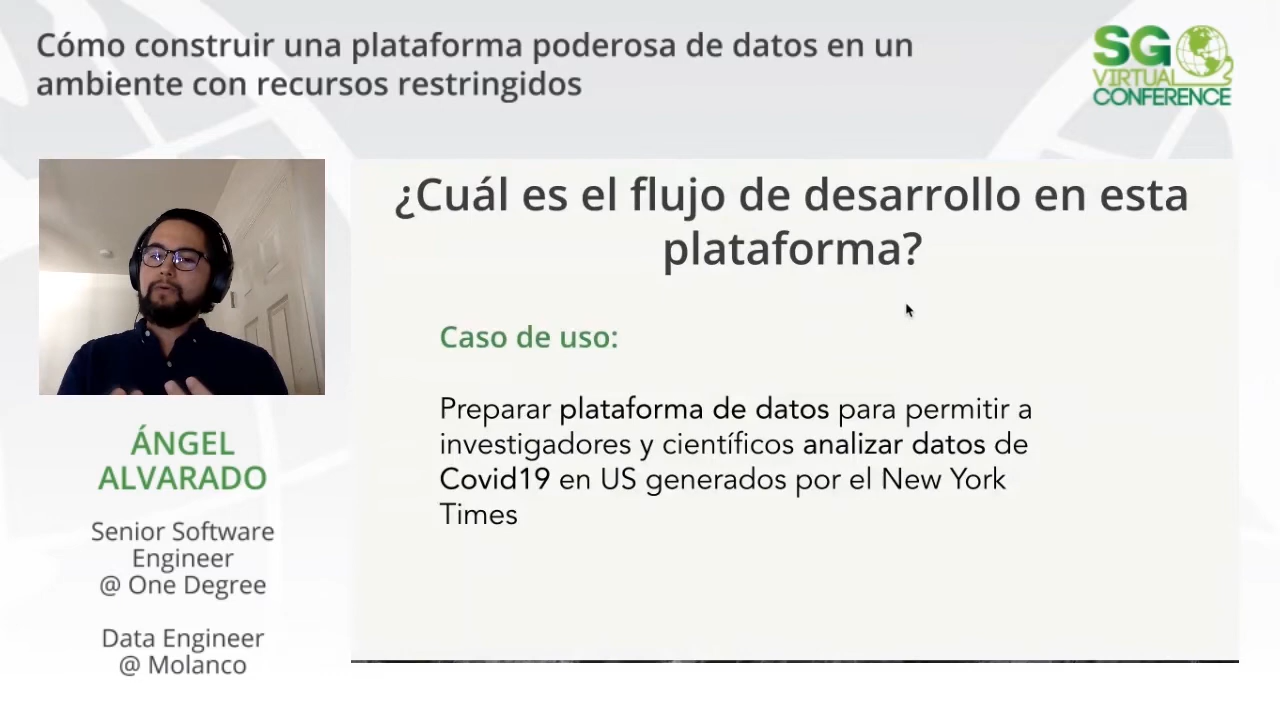 Cómo construir una plataforma poderosa de datos en un
ambiente con recursos restringidos
SG
VIRTUAL
CONFERENCE
¿Cuál es el flujo de desarrollo en esta
plataforma?
Caso de uso:
Preparar plataforma de datos para permitir a
investigadores y científicos analizar datos de
Covid19 en US generados por el New York
Times
ÁNGEL
ALVARADO
Senior Software
Engineer
@ One Degree
Data Engineer
@ Molanco